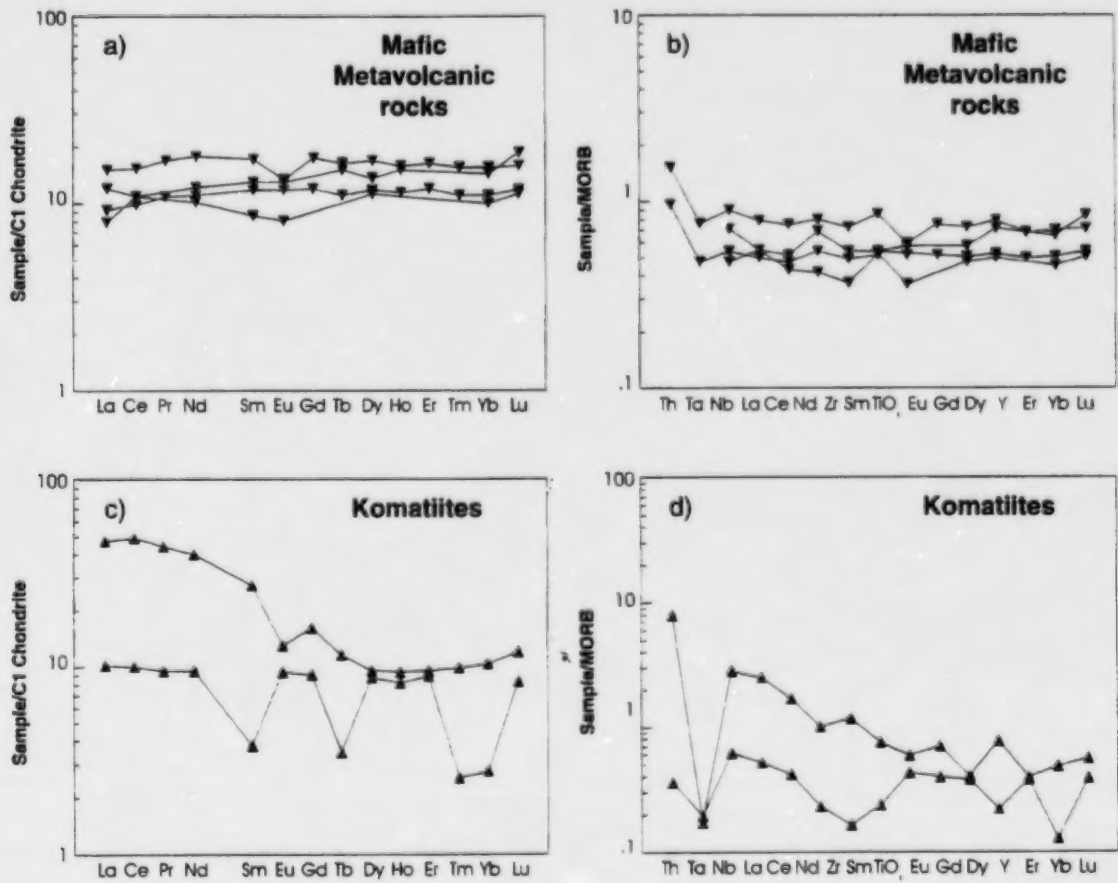 100
a)
Mafic
Metavolcanic
rocks
Sample/C1 Chondrite
10
1
La Ce Pr Nd Sm Eu Gd Tb Dy Ho Er Tm Yb Lu
10
b)
Mafic
Metavolcanic
rocks
Sample/MORB
1
.1
Th Ta Nb La Ce Nd Zr Sm TiO, Eu Gd Dy Y Er Yb Lu
100
c)
Komatiites
Sample/C1 Chondrite
10
1
La Ce Pr Nd Sm Eu Gd Tb Dy Ho Er Tm Yb Lu
100
d)
Komatiites
10
Sample/MORB
1
.1
Th Ta Nb La Ce Nd Zr Sm TiO, Eu Gd Dy Y Er Yb Lu